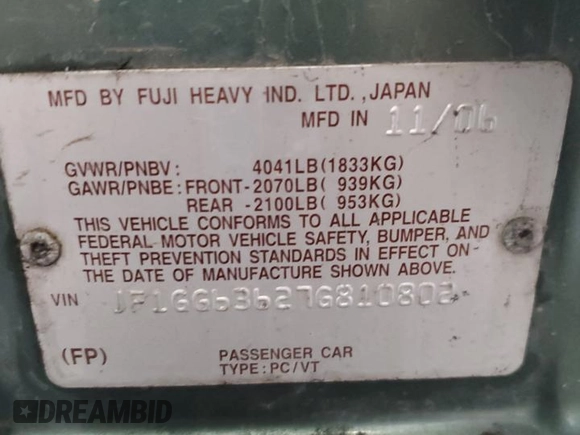 MFD BY FUJI HEAVY IND. LTD., JAPAN
MFD IN 11/06
GVWR/PNBV: 4041LB(1833KG)
GAWR/PNBE: FRONT-2070LB( 939KG)
REAR -2100LB( 953KG)
THIS VEHICLE CONFORMS TO ALL APPLICABLE
FEDERAL MOTOR VEHICLE SAFETY, BUMPER, AND
THEFT PREVENTION STANDARDS IN EFFECT ON
THE DATE OF MANUFACTURE SHOWN ABOVE.
VIN JF1GG63627G810802
(FP) PASSENGER CAR
TYPE: PC/VT
DREAMBID